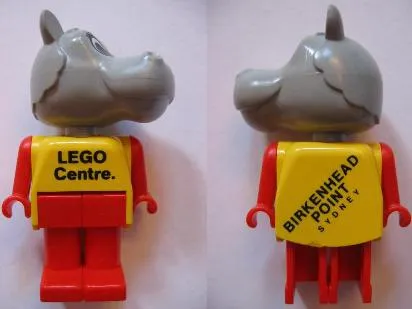 LEGO
Centre.
BIRKENHEAD
POINT
SYDNEY